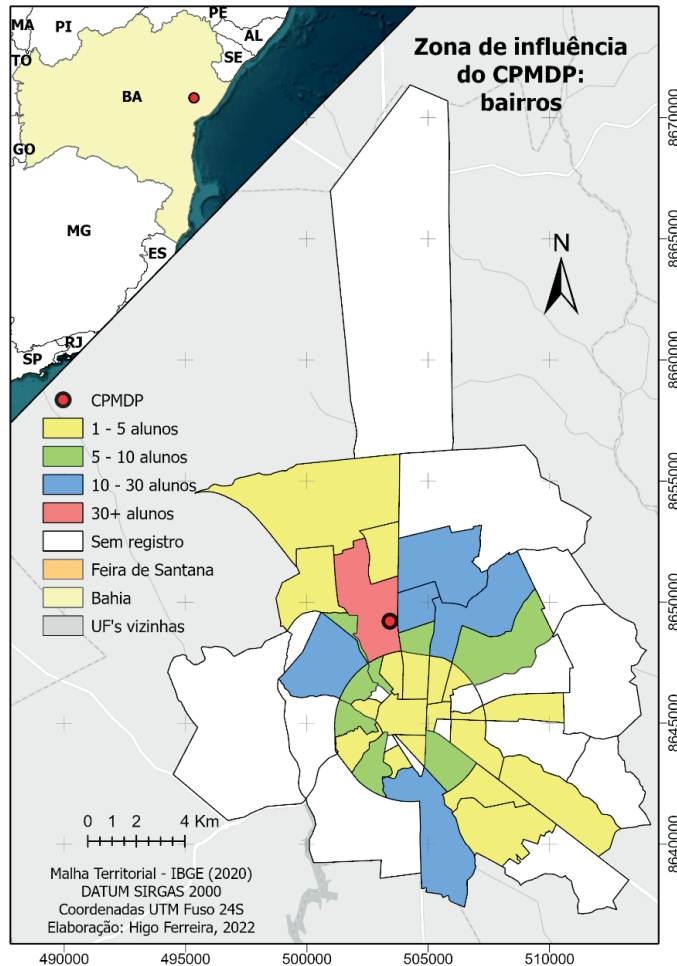 Zona de influência
do CPMDP:
bairros
MA
PI
PE
AL
TO
SE
BA
GO
MG
ES
RJ
SP
N
CPMDP
1 - 5 alunos
5 - 10 alunos
10 - 30 alunos
30+ alunos
Sem registro
Feira de Santana
Bahia
UF's vizinhas
0 2 4 Km
Malha Territorial - IBGE (2020)
DATUM SIRGAS 2000
Coordenadas UTM Fuso 24S
Elaboração: Higo Ferreira, 2022
8670000
8665000
8660000
8655000
8650000
8645000
8640000
490000 495000 500000 505000 510000